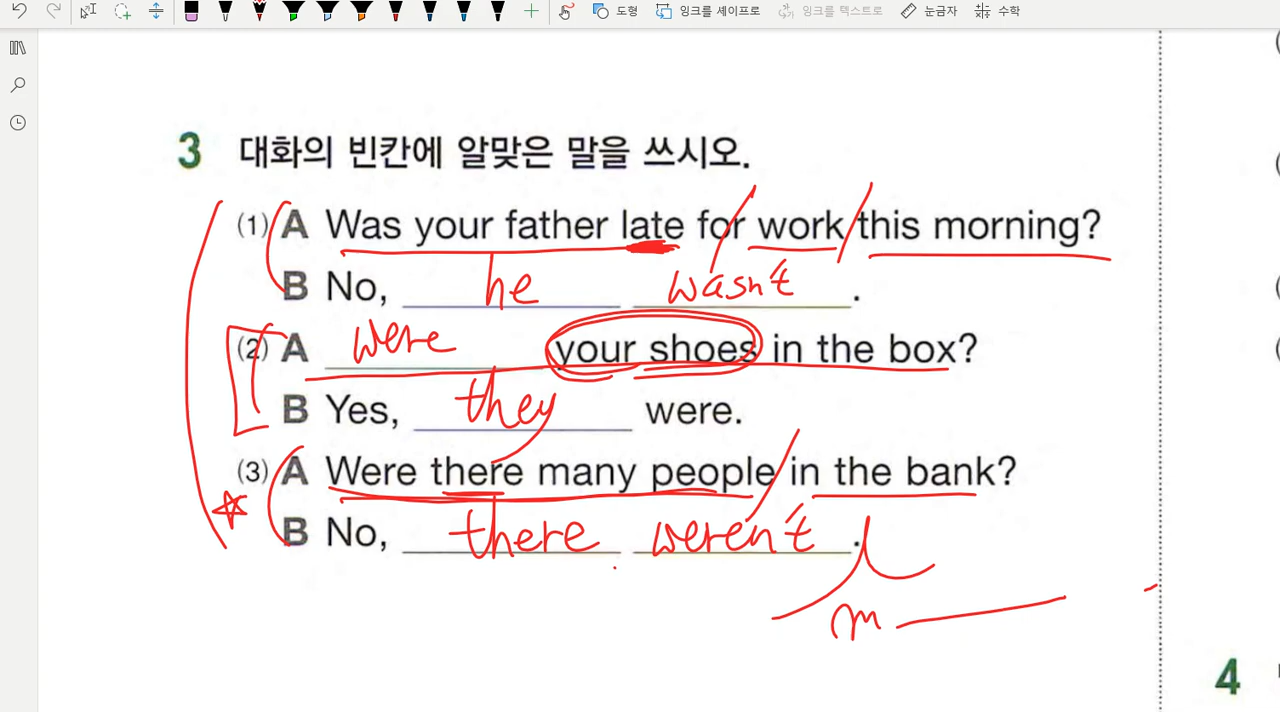 도형 잉크를 셰이프로 잉크를 텍스트로 눈금자 수학
3 대화의 빈칸에 알맞은 말을 쓰시오.
(1) A Was your father late for work this morning?
B No, he wasn't.
(2) A were your shoes in the box?
B Yes, they were.
(3) A Were there many people in the bank?
B No, there weren't.
m
4